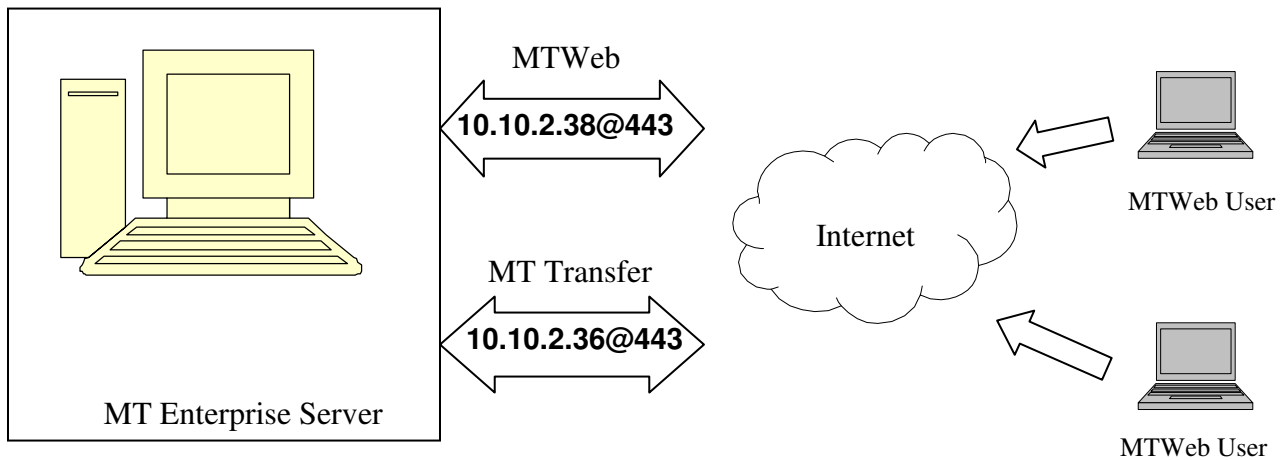 MTWeb
10.10.2.38@443
MTWeb User
Internet
MT Transfer
10.10.2.36@443
MT Enterprise Server
MTWeb User